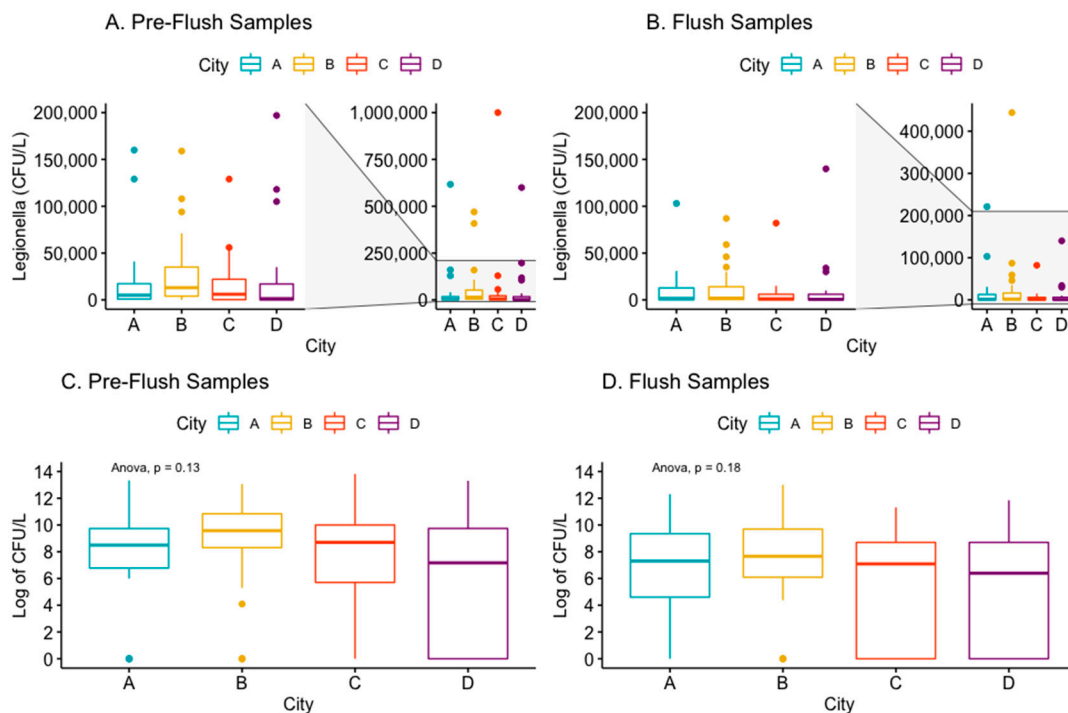 A. Pre-Flush Samples
City A B C D
Legionella (CFU/L)
200,000
150,000
100,000
50,000
0
A B C D
City
1,000,000
750,000
500,000
250,000
0
A B C D
B. Flush Samples
City A B C D
Legionella (CFU/L)
200,000
150,000
100,000
50,000
0
A B C D
City
400,000
300,000
200,000
100,000
0
A B C D
C. Pre-Flush Samples
City A B C D
Anova, p = 0.13
Log of CFU/L
14
12
10
8
6
4
2
0
A B C D
City
D. Flush Samples
City A B C D
Anova, p = 0.18
Log of CFU/L
14
12
10
8
6
4
2
0
A B C D
City